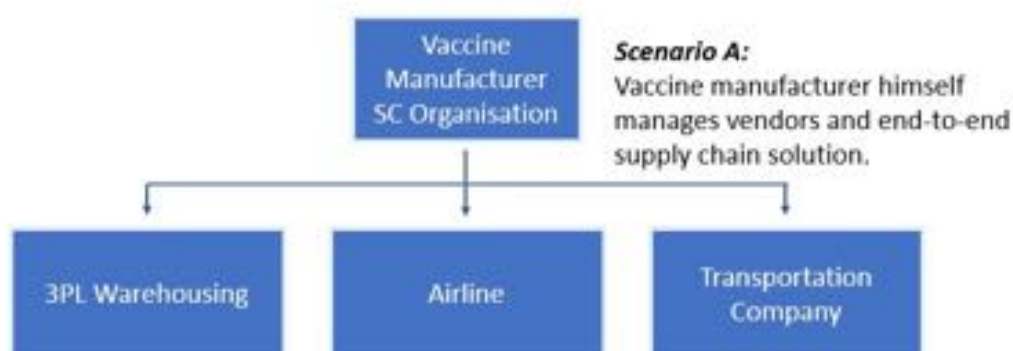 Vaccine
Manufacturer
SC Organisation
Scenario A:
Vaccine manufacturer himself
manages vendors and end-to-end
supply chain solution.
3PL Warehousing
Airline
Transportation
Company